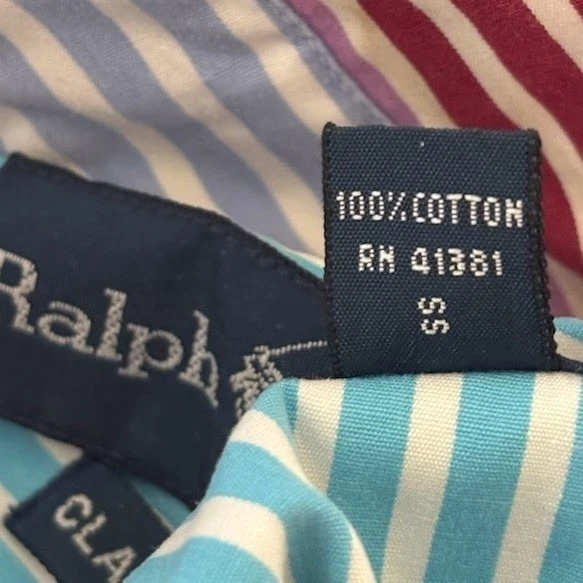 100% COTTON
RN 41381
SS
Ralph
CLA